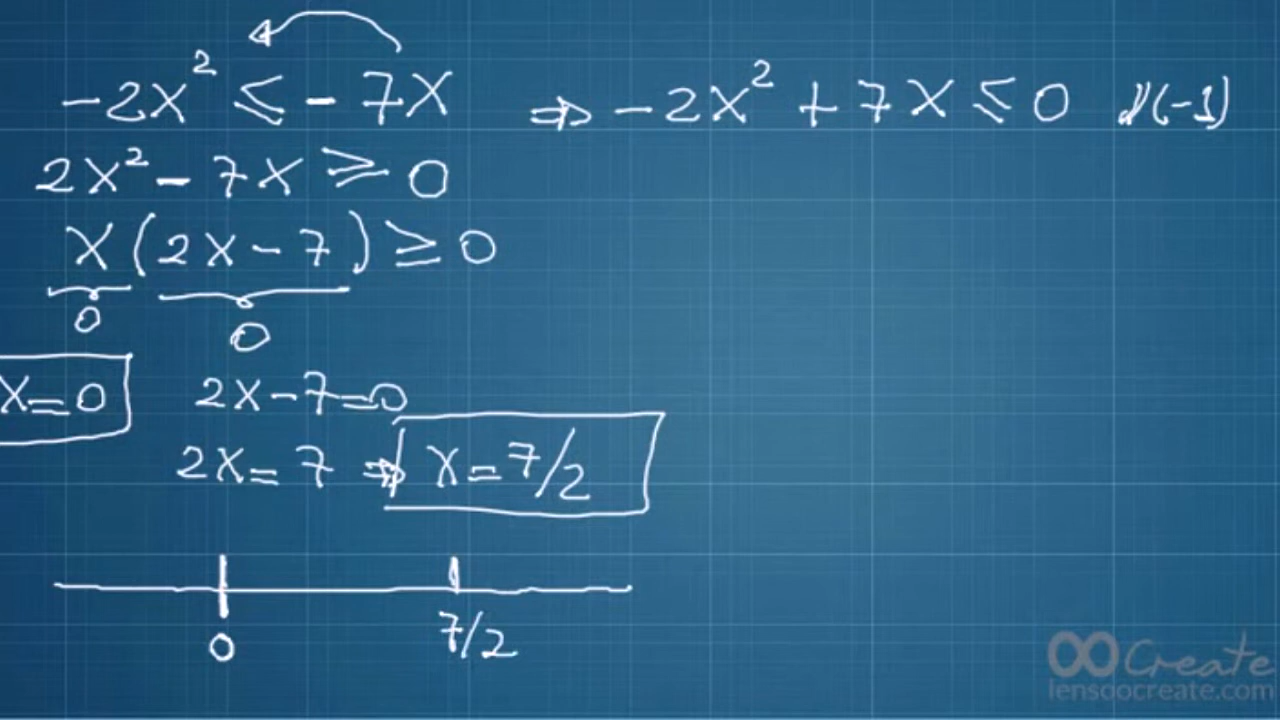 -2x² ≤ -7x ⇒ -2x² + 7x ≤ 0 //(-1)
2x² - 7x ≥ 0
x(2x-7) ≥ 0
0 0
x=0 2x-7=0
2x=7 ⇒ x=7/2
0 7/2
Create
lensoocreate.com